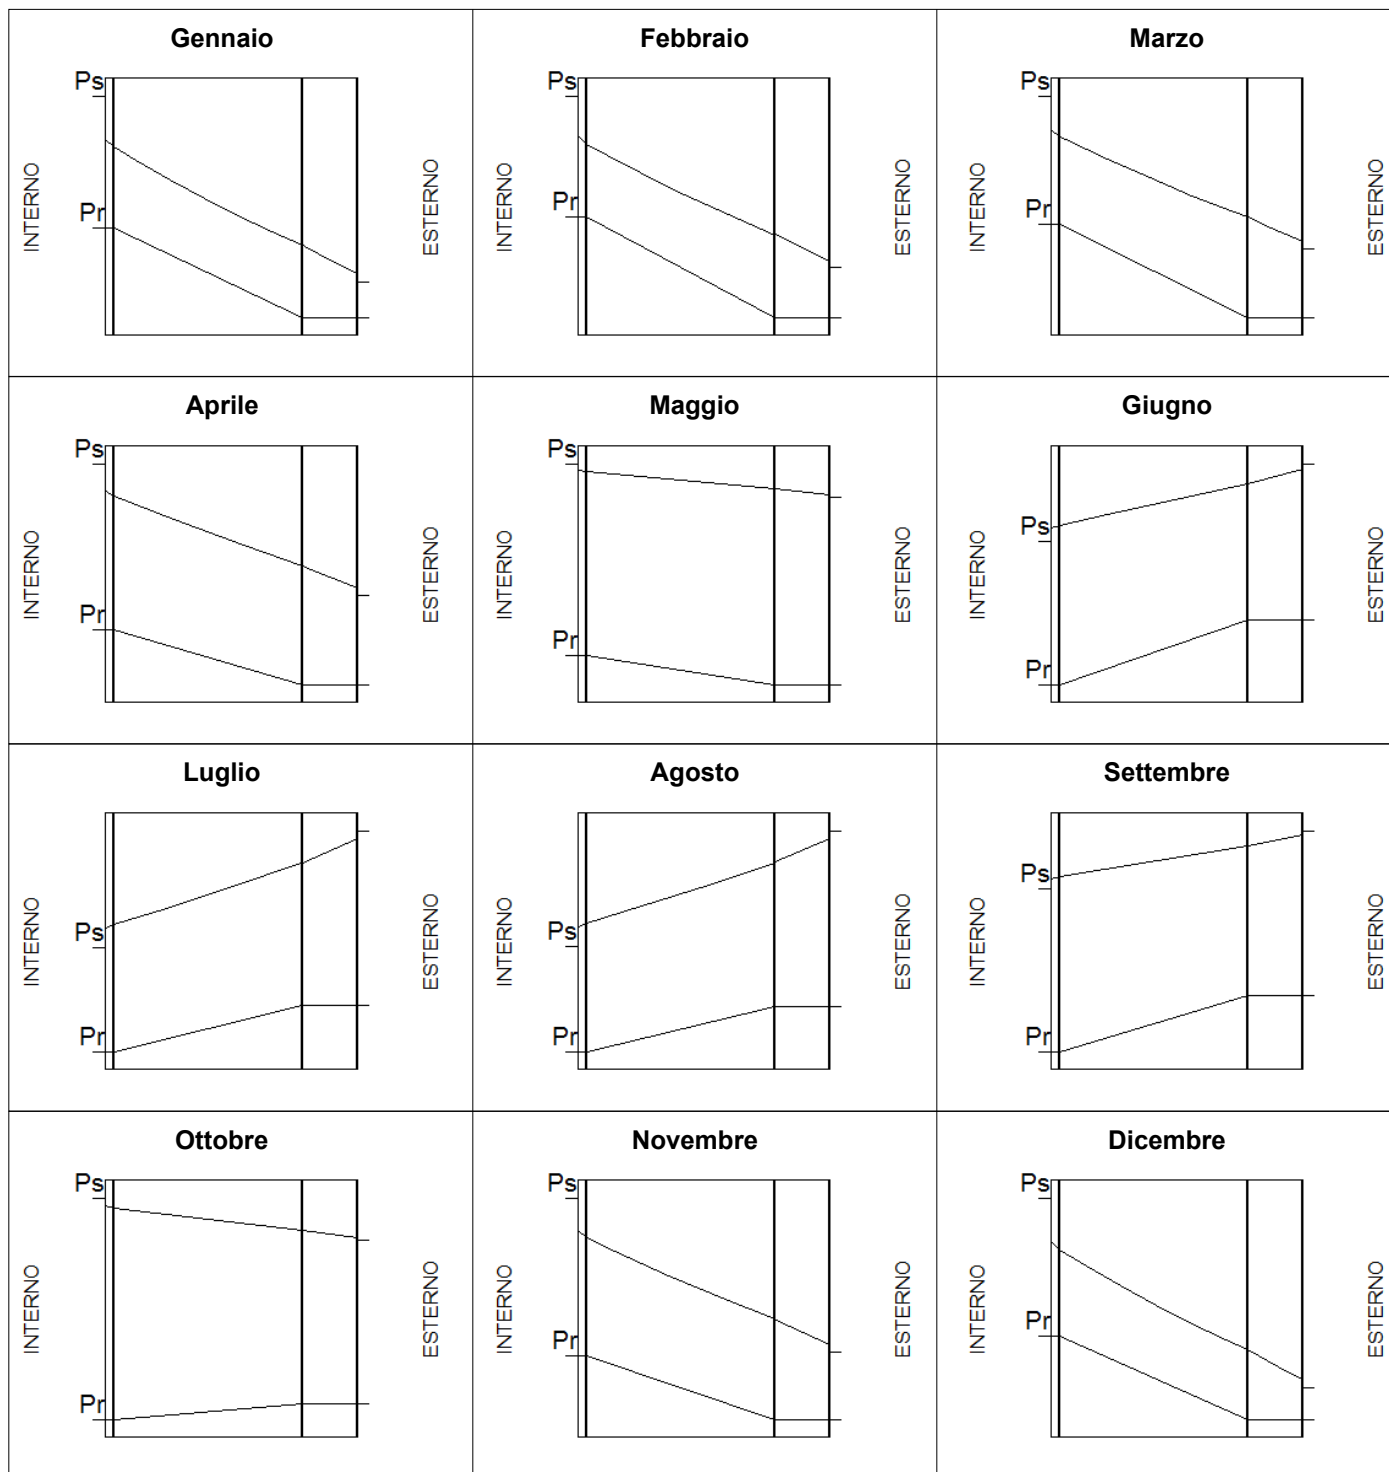 Gennaio
Febbraio
Marzo
Ps
Pr
INTERNO
ESTERNO
Ps
Pr
INTERNO
ESTERNO
Ps
Pr
INTERNO
ESTERNO
Aprile
Maggio
Giugno
Ps
Pr
INTERNO
ESTERNO
Ps
Pr
INTERNO
ESTERNO
Ps
Pr
INTERNO
ESTERNO
Luglio
Agosto
Settembre
Ps
Pr
INTERNO
ESTERNO
Ps
Pr
INTERNO
ESTERNO
Ps
Pr
INTERNO
ESTERNO
Ottobre
Novembre
Dicembre
Ps
Pr
INTERNO
ESTERNO
Ps
Pr
INTERNO
ESTERNO
Ps
Pr
INTERNO
ESTERNO